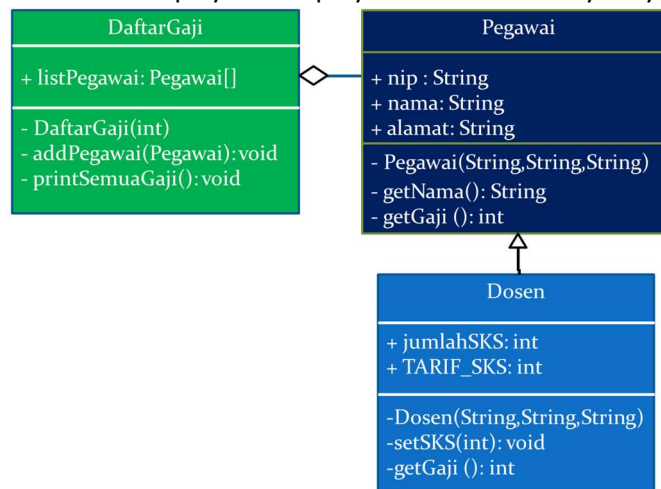 DaftarGaji
+ listPegawai: Pegawai[]
- DaftarGaji(int)
- addPegawai(Pegawai): void
- printSemuaGaji(): void
Pegawai
+ nip : String
+ nama: String
+ alamat: String
- Pegawai(String,String,String)
- getNama(): String
- getGaji (): int
Dosen
+ jumlahSKS: int
+ TARIF_SKS: int
-Dosen(String,String,String)
-setSKS(int): void
-getGaji (): int